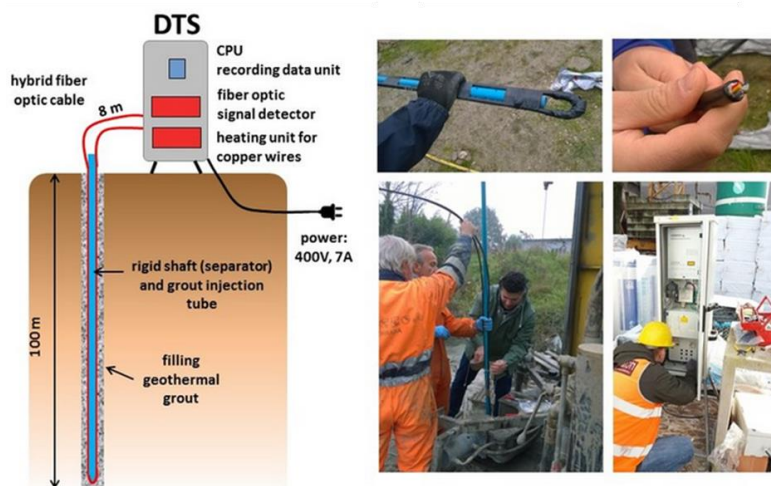 DTS
CPU
recording data unit
hybrid fiber
optic cable
8 m
fiber optic
signal detector
heating unit for
copper wires
power:
400V, 7A
rigid shaft (separator)
and grout injection
tube
100 m
filling
geothermal
grout